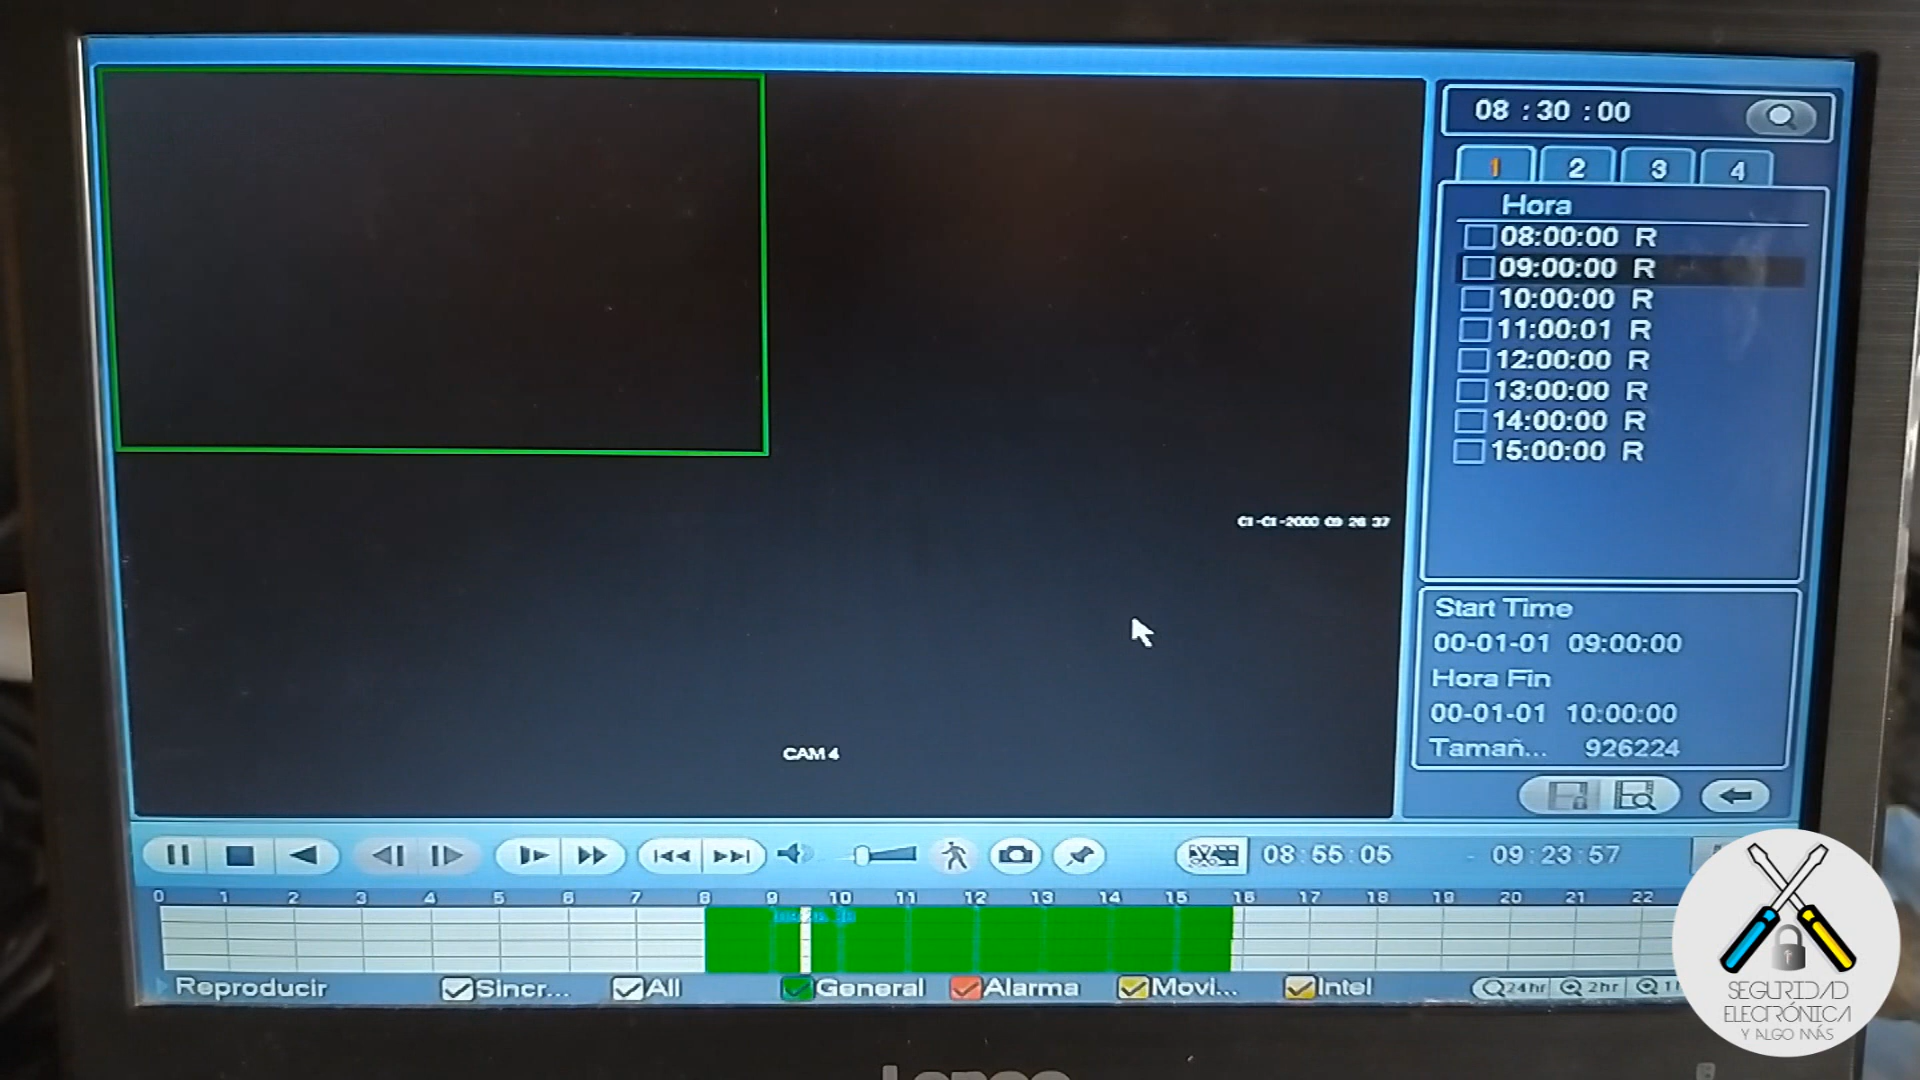 08 : 30 : 00
1 2 3 4
Hora
08:00:00 R
09:00:00 R
10:00:00 R
11:00:01 R
12:00:00 R
13:00:00 R
14:00:00 R
15:00:00 R
Start Time
00-01-01 09:00:00
Hora Fin
00-01-01 10:00:00
Tamañ... 926224
CAM 4
08:55:05 - 09:23:57
0 1 2 3 4 5 6 7 8 9 10 11 12 13 14 15 16 17 18 19 20 21 22
Reproducir Sincr... All General Alarma Movi... Intel 24hr 2hr
SEGURIDAD
ELECTRÓNICA
Y ALGO MÁS